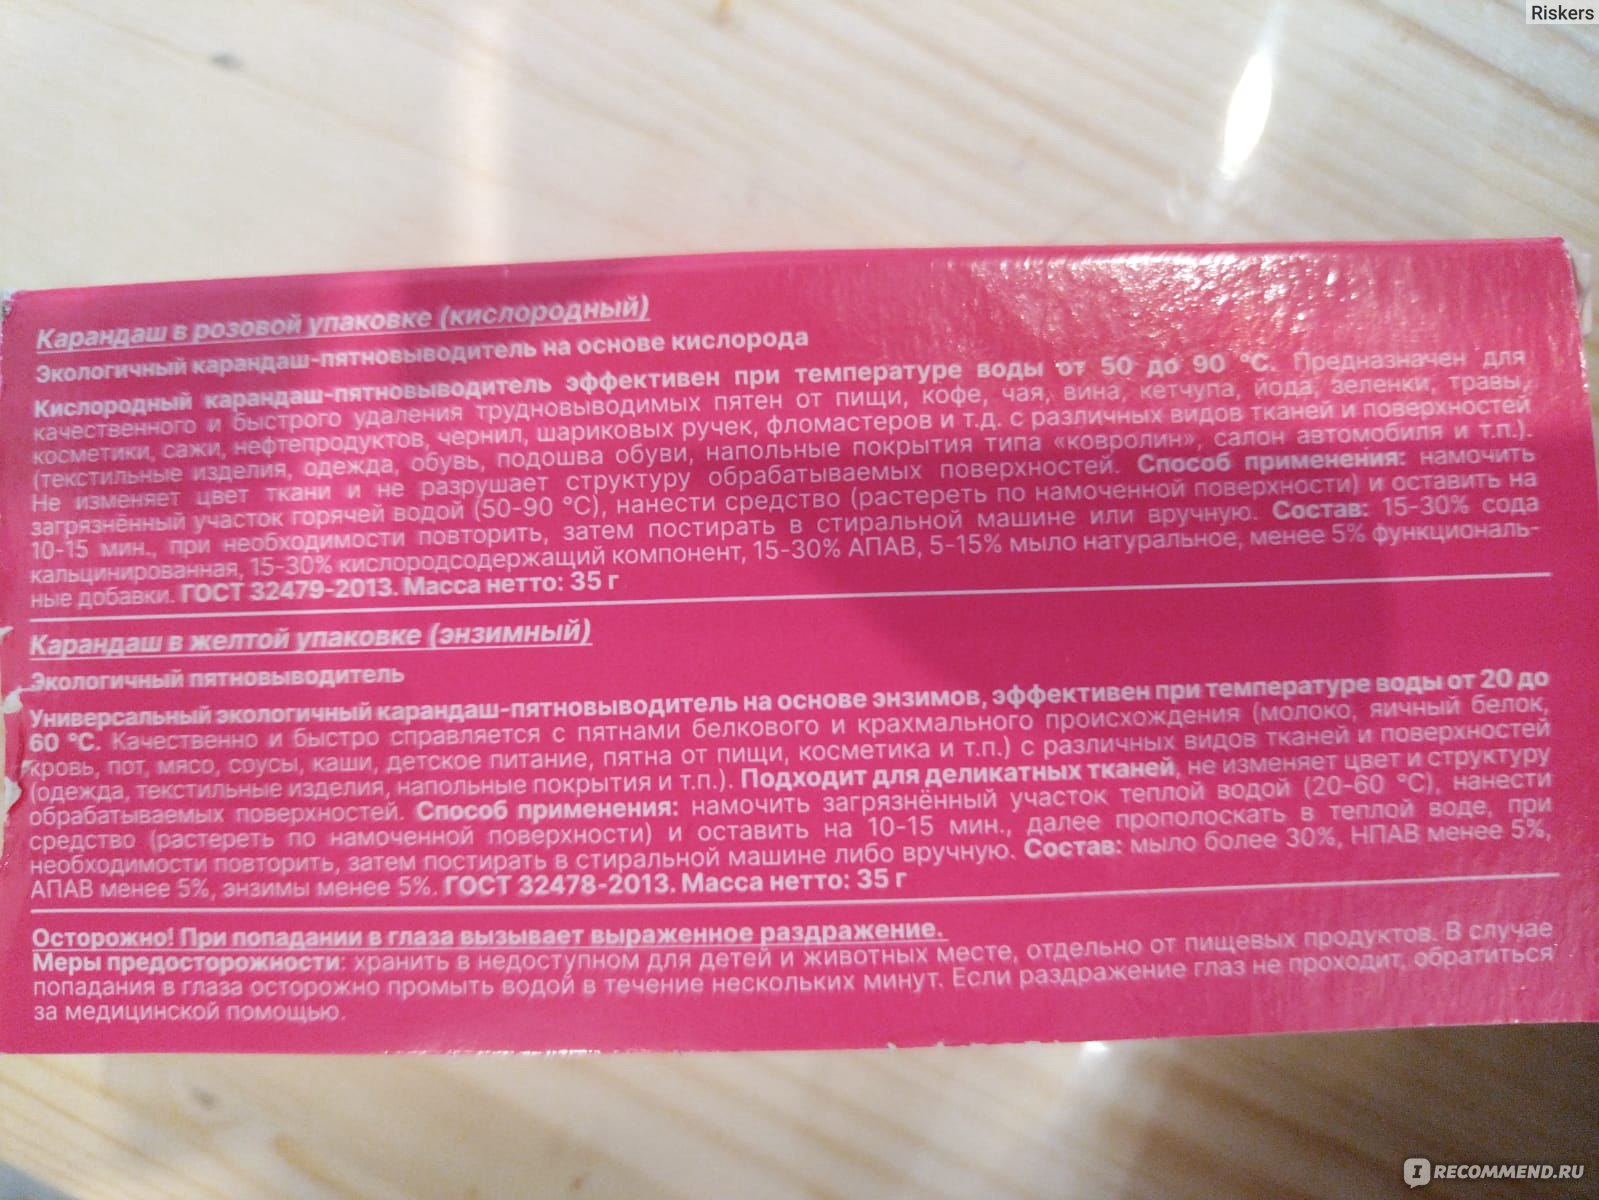 Riskers
Карандаш в розовой упаковке (кислородный)
Экологичный карандаш-пятновыводитель на основе кислорода
Кислородный карандаш-пятновыводитель эффективен при температуре воды от 50 до 90 °С. Предназначен для
качественного и быстрого удаления трудновыводимых пятен от пищи, кофе, чая, вина, кетчупа, йода, зеленки, травы,
косметики, сажи, нефтепродуктов, чернил, шариковых ручек, фломастеров и т.д. с различных видов тканей и поверхностей
(текстильные изделия, одежда, обувь, подошва обуви, напольные покрытия типа «ковролин», салон автомобиля и т.п.).
Не изменяет цвет ткани и не разрушает структуру обрабатываемых поверхностей. Способ применения: намочить
загрязнённый участок горячей водой (50-90 °С), нанести средство (растереть по намоченной поверхности) и оставить на
10-15 мин., при необходимости повторить, затем постирать в стиральной машине или вручную. Состав: 15-30% сода
кальцинированная, 15-30% кислородсодержащий компонент, 15-30% АПАВ, 5-15% мыло натуральное, менее 5% функциональ-
ные добавки. ГОСТ 32479-2013. Масса нетто: 35 г
Карандаш в желтой упаковке (энзимный)
Экологичный пятновыводитель
Универсальный экологичный карандаш-пятновыводитель на основе энзимов, эффективен при температуре воды от 20 до
60 °С. Качественно и быстро справляется с пятнами белкового и крахмального происхождения (молоко, яичный белок,
кровь, пот, мясо, соусы, каши, детское питание, пятна от пищи, косметика и т.п.) с различных видов тканей и поверхностей
(одежда, текстильные изделия, напольные покрытия и т.п.). Подходит для деликатных тканей, не изменяет цвет и структуру
обрабатываемых поверхностей. Способ применения: намочить загрязнённый участок теплой водой (20-60 °С), нанести
средство (растереть по намоченной поверхности) и оставить на 10-15 мин., далее прополоскать в теплой воде, при
необходимости повторить, затем постирать в стиральной машине либо вручную. Состав: мыло более 30%, НПАВ менее 5%,
АПАВ менее 5%, энзимы менее 5%. ГОСТ 32478-2013. Масса нетто: 35 г
Осторожно! При попадании в глаза вызывает выраженное раздражение.
Меры предосторожности: хранить в недоступном для детей и животных месте, отдельно от пищевых продуктов. В случае
попадания в глаза осторожно промыть водой в течение нескольких минут. Если раздражение глаз не проходит, обратиться
за медицинской помощью.
IRECOMMEND.RU